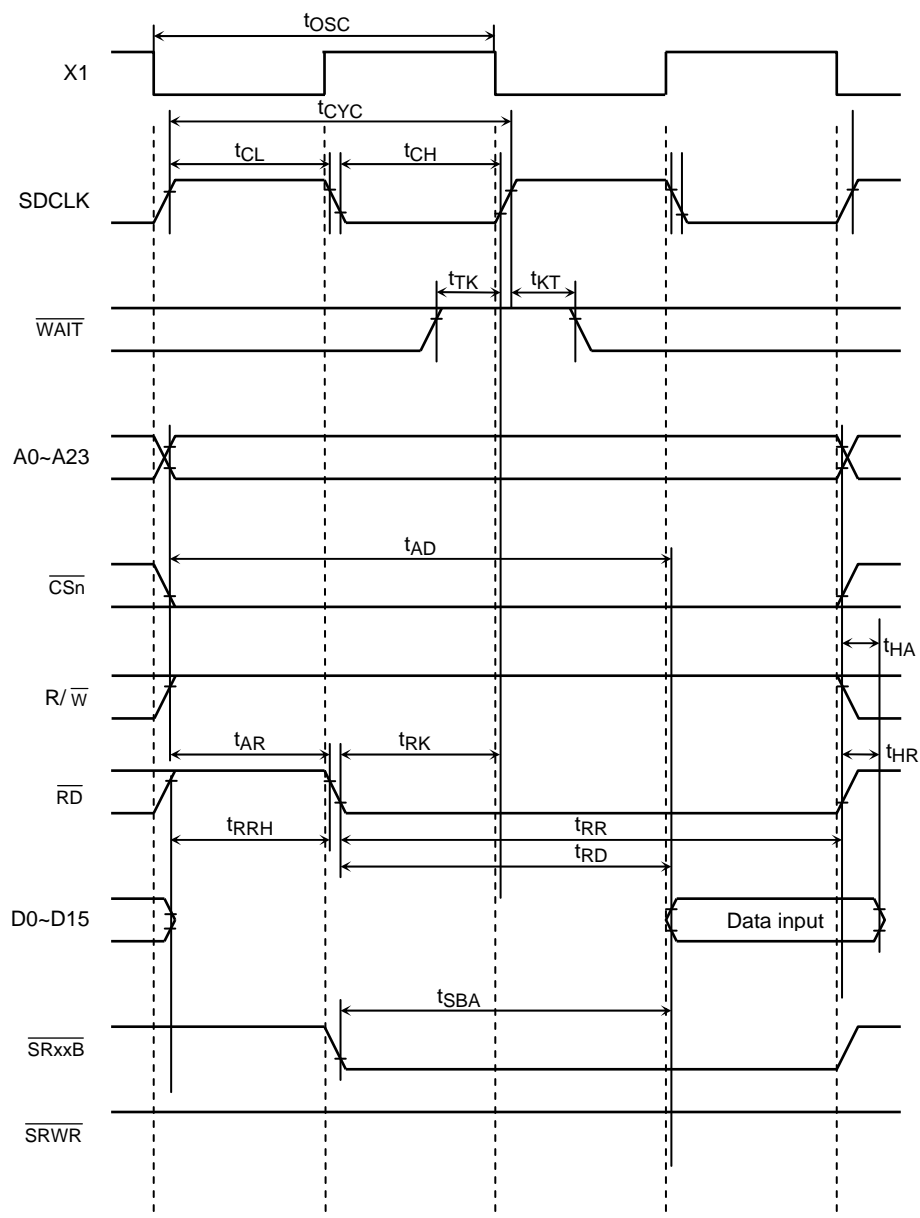 tOSC
X1
tCYC
tCL tCH
SDCLK
tTK tKT
WAIT
A0~A23
tAD
CSn
tHA
R/ W
tAR tRK tHR
RD
tRRH tRR
tRD
D0~D15 Data input
tSBA
SRxxB
SRWR